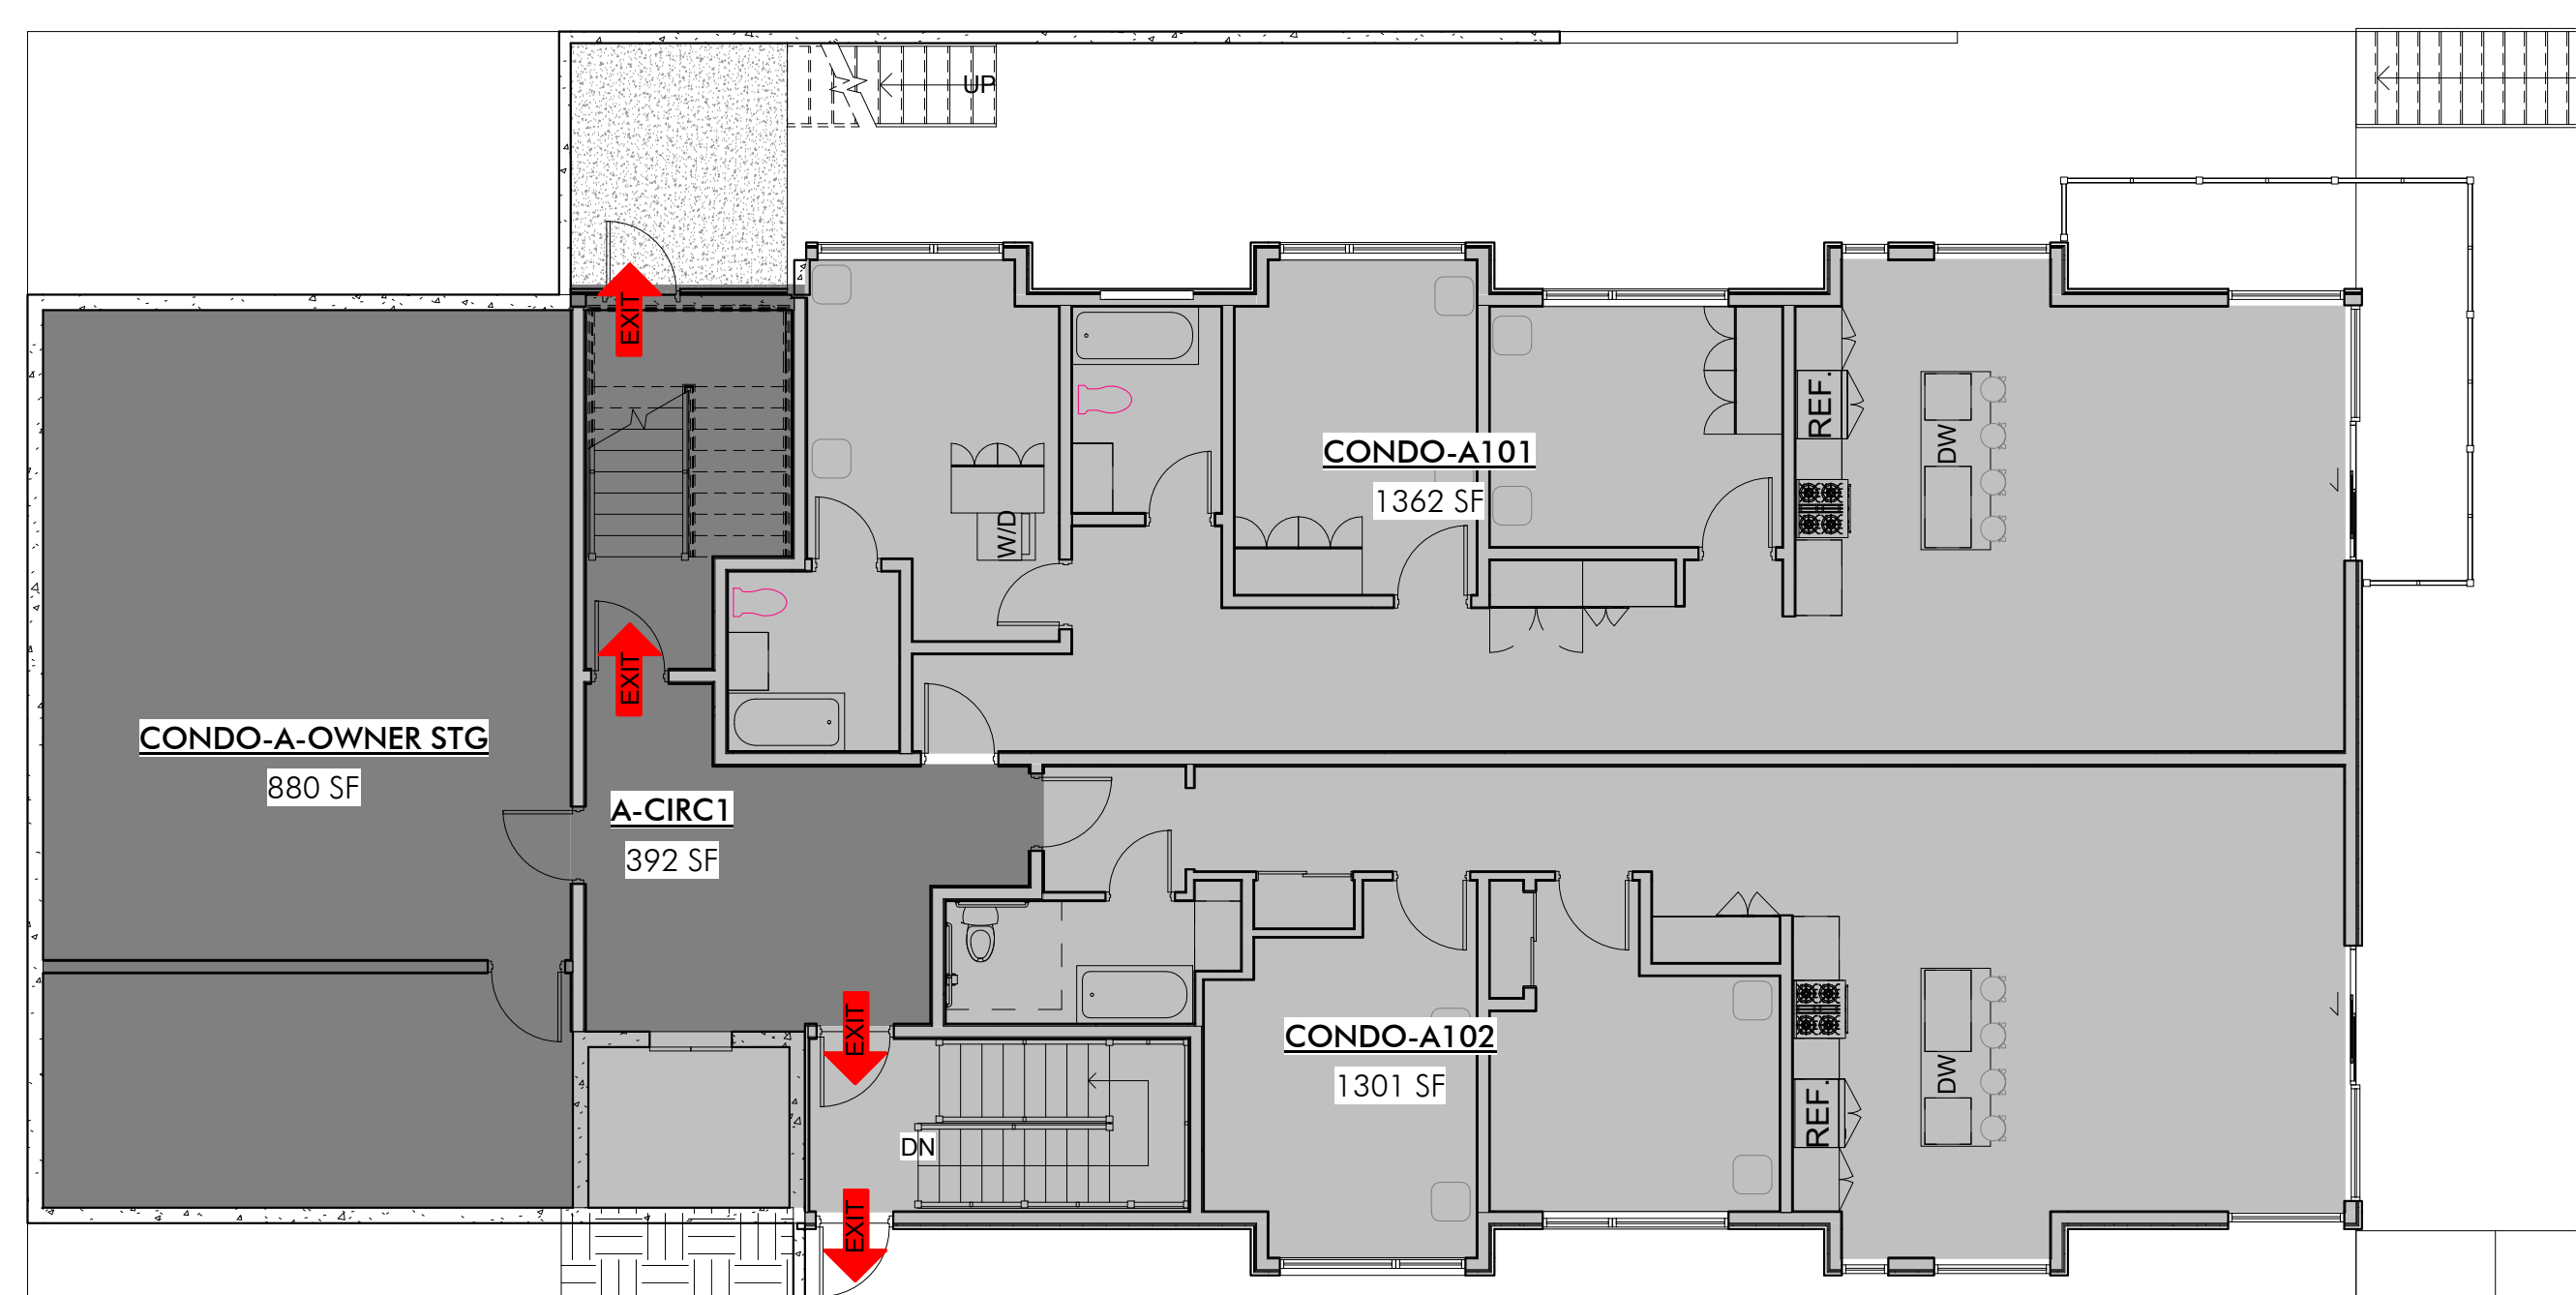 UP
EXIT
REF.
DW
CONDO-A101
1362 SF
W/D
EXIT
CONDO-A-OWNER STG
880 SF
A-CIRC1
392 SF
EXIT
CONDO-A102
1301 SF
DW
REF.
DN
EXIT